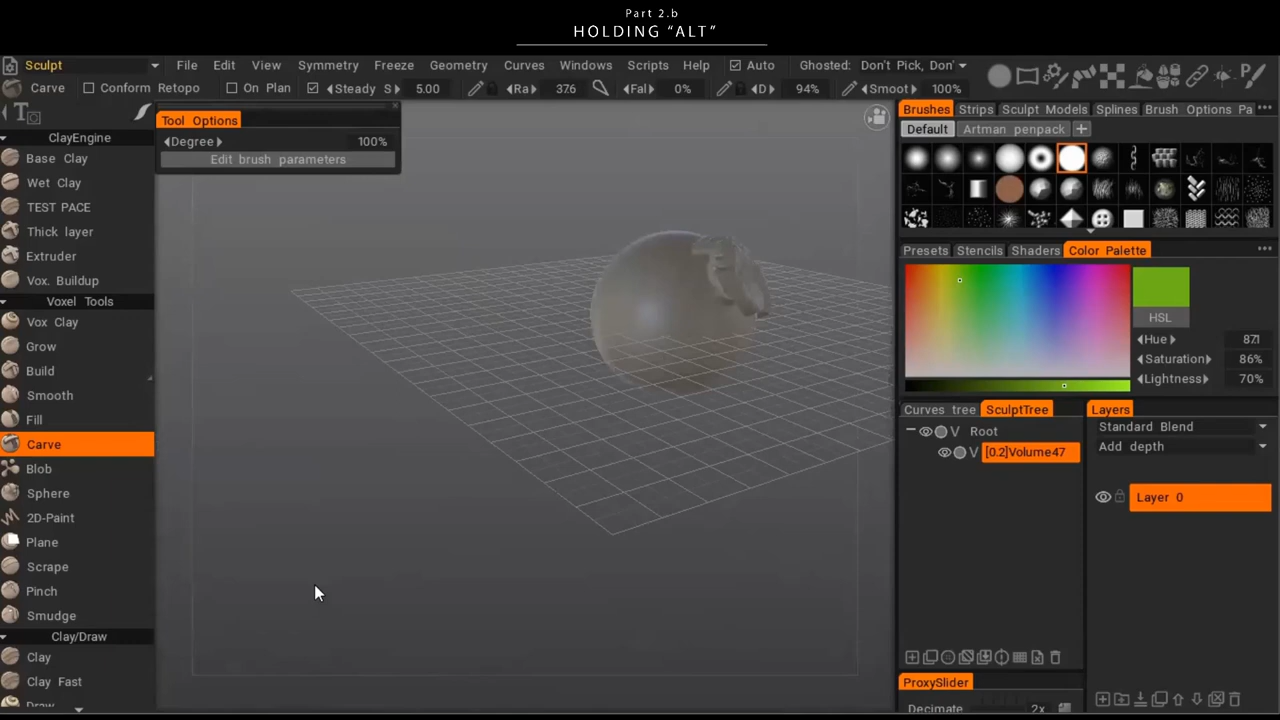 Part 2.b
HOLDING “ALT”
Sculpt File Edit View Symmetry Freeze Geometry Curves Windows Scripts Help Auto Ghosted: Don't Pick, Don'
Carve Conform Retopo On Plan Steady S 5.00 Ra 37.6 Fal 0% D 94% Smoot 100%
Tool Options
Degree 100%
Edit brush parameters
ClayEngine
Base Clay
Wet Clay
TEST PACE
Thick layer
Extruder
Vox. Buildup
Voxel Tools
Vox Clay
Grow
Build
Smooth
Fill
Carve
Blob
Sphere
2D-Paint
Plane
Scrape
Pinch
Smudge
Clay/Draw
Clay
Clay Fast
Draw
Brushes Strips Sculpt Models Splines Brush Options Pa
Default Artman penpack
Presets Stencils Shaders Color Palette
HSL
Hue 87.1
Saturation 86%
Lightness 70%
Curves tree SculptTree
Root
V [0.2]Volume47
V
ProxySlider
Decimate 2x
Layers
Standard Blend
Add depth
Layer 0